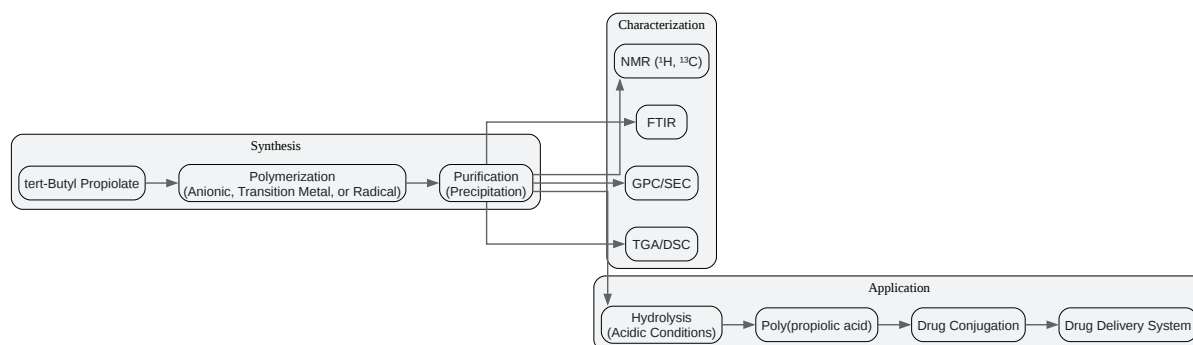 Synthesis
tert-Butyl Propiolate
Polymerization
(Anionic, Transition Metal, or Radical)
Purification
(Precipitation)
Characterization
NMR (¹H, ¹³C)
FTIR
GPC/SEC
TGA/DSC
Application
Hydrolysis
(Acidic Conditions)
Poly(propiolic acid)
Drug Conjugation
Drug Delivery System